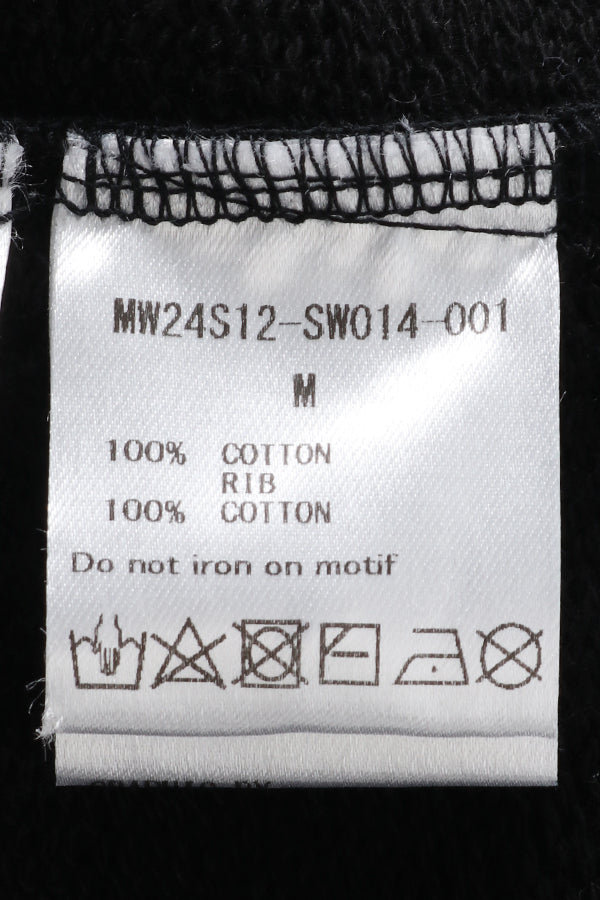 MW24S12-SW014-001
M
100% COTTON
RIB
100% COTTON
Do not iron on motif